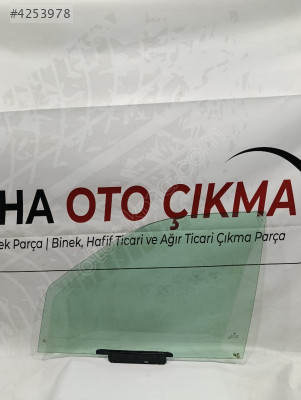 #4253978
HA OTO ÇIKMA
ek Parça | Binek, Hafif Ticari ve Ağır Ticari Çıkma Parça